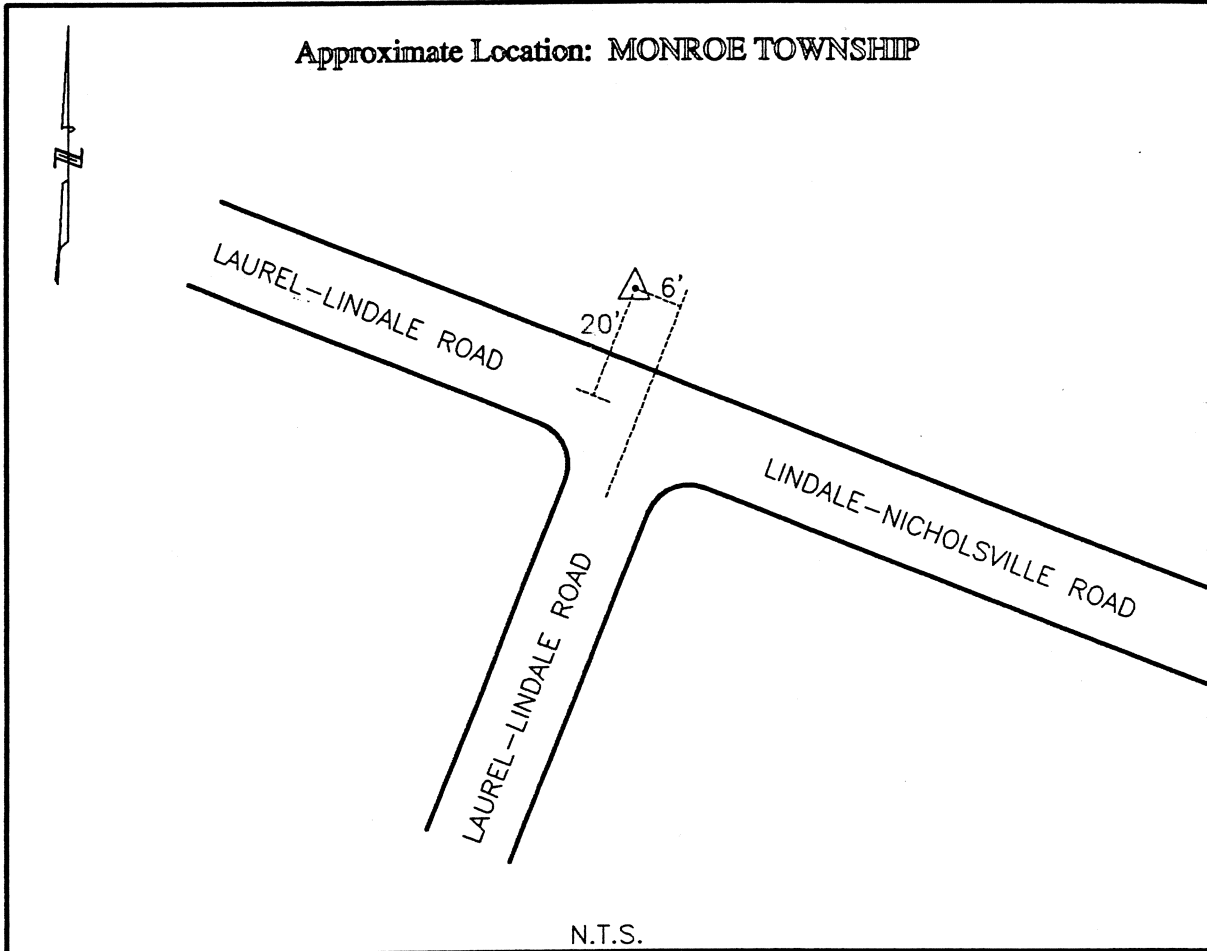 Approximate Location: MONROE TOWNSHIP
N
LAUREL–LINDALE ROAD
6'
20'
LINDALE–NICHOLSVILLE ROAD
LAUREL–LINDALE ROAD
N.T.S.